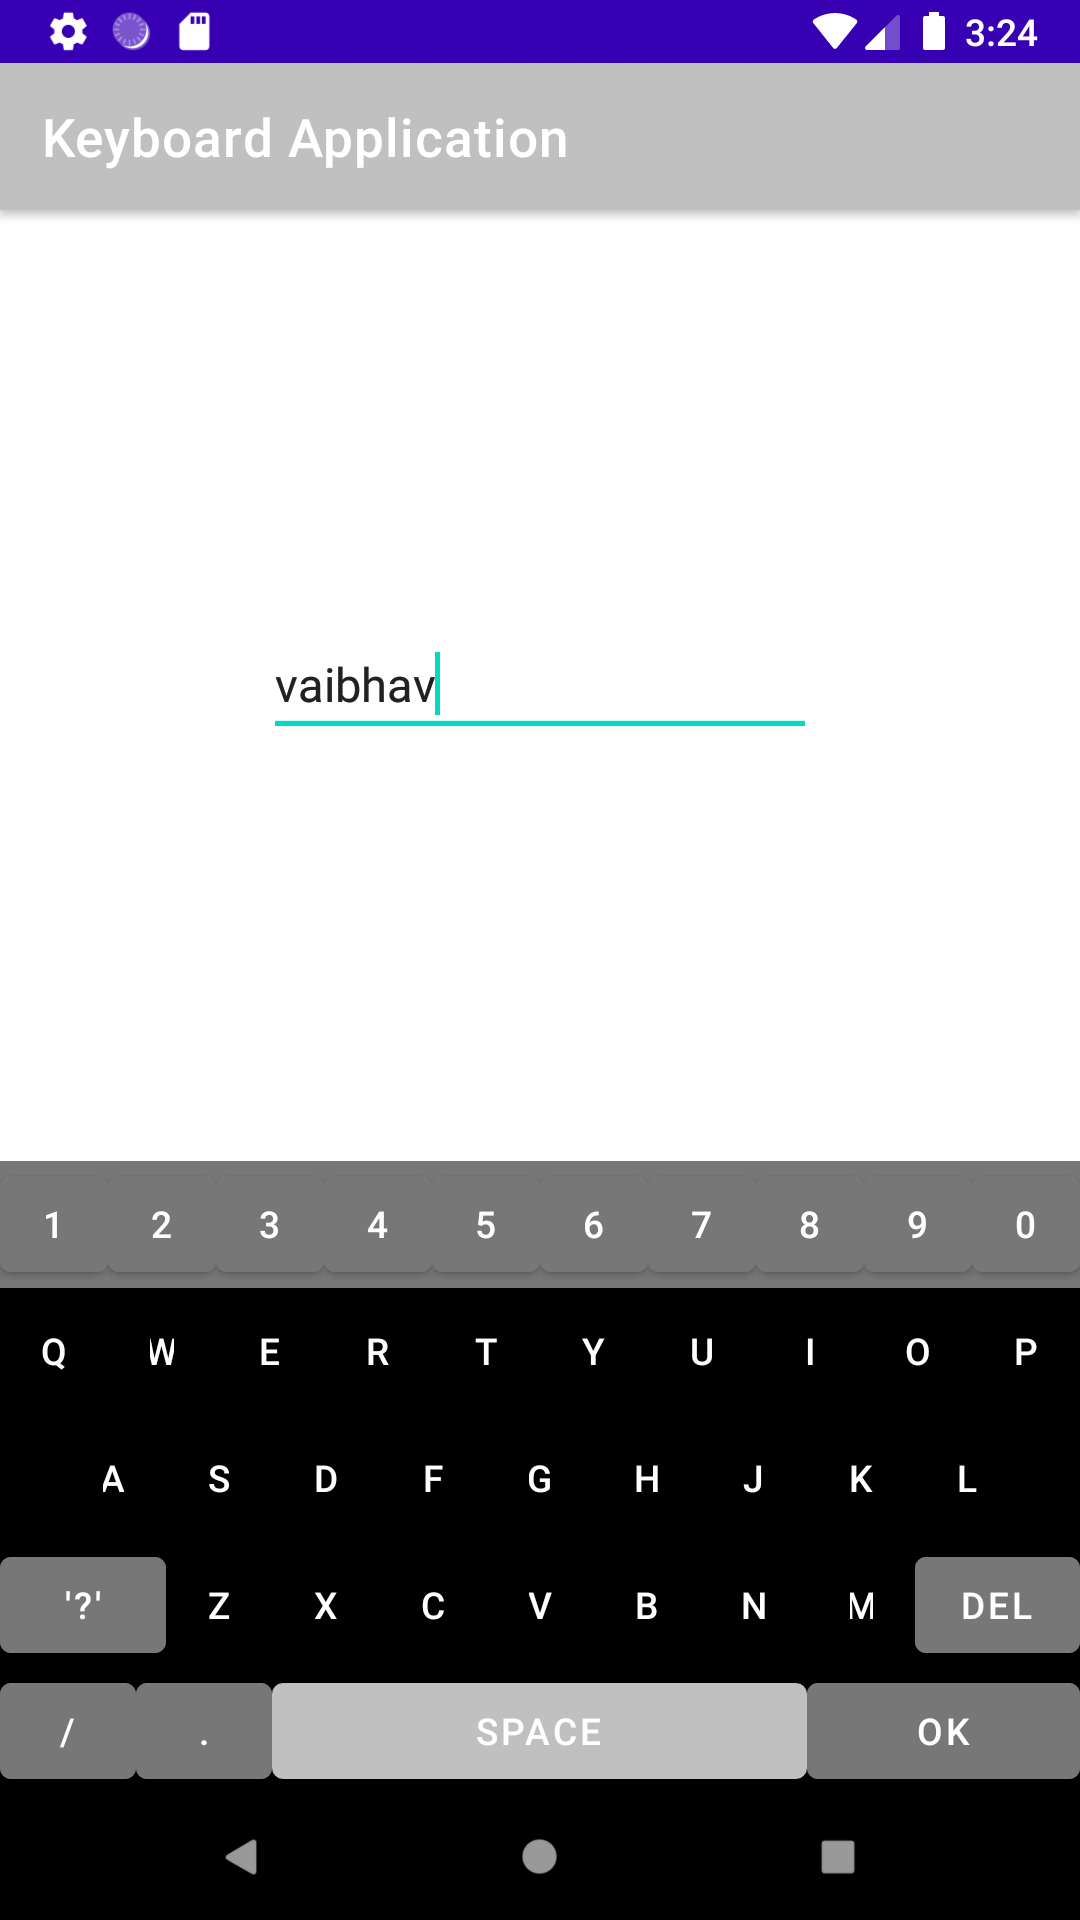 3:24
Keyboard Application
vaibhav
1 2 3 4 5 6 7 8 9 0
Q W E R T Y U I O P
A S D F G H J K L
'?' Z X C V B N M DEL
/ . SPACE OK